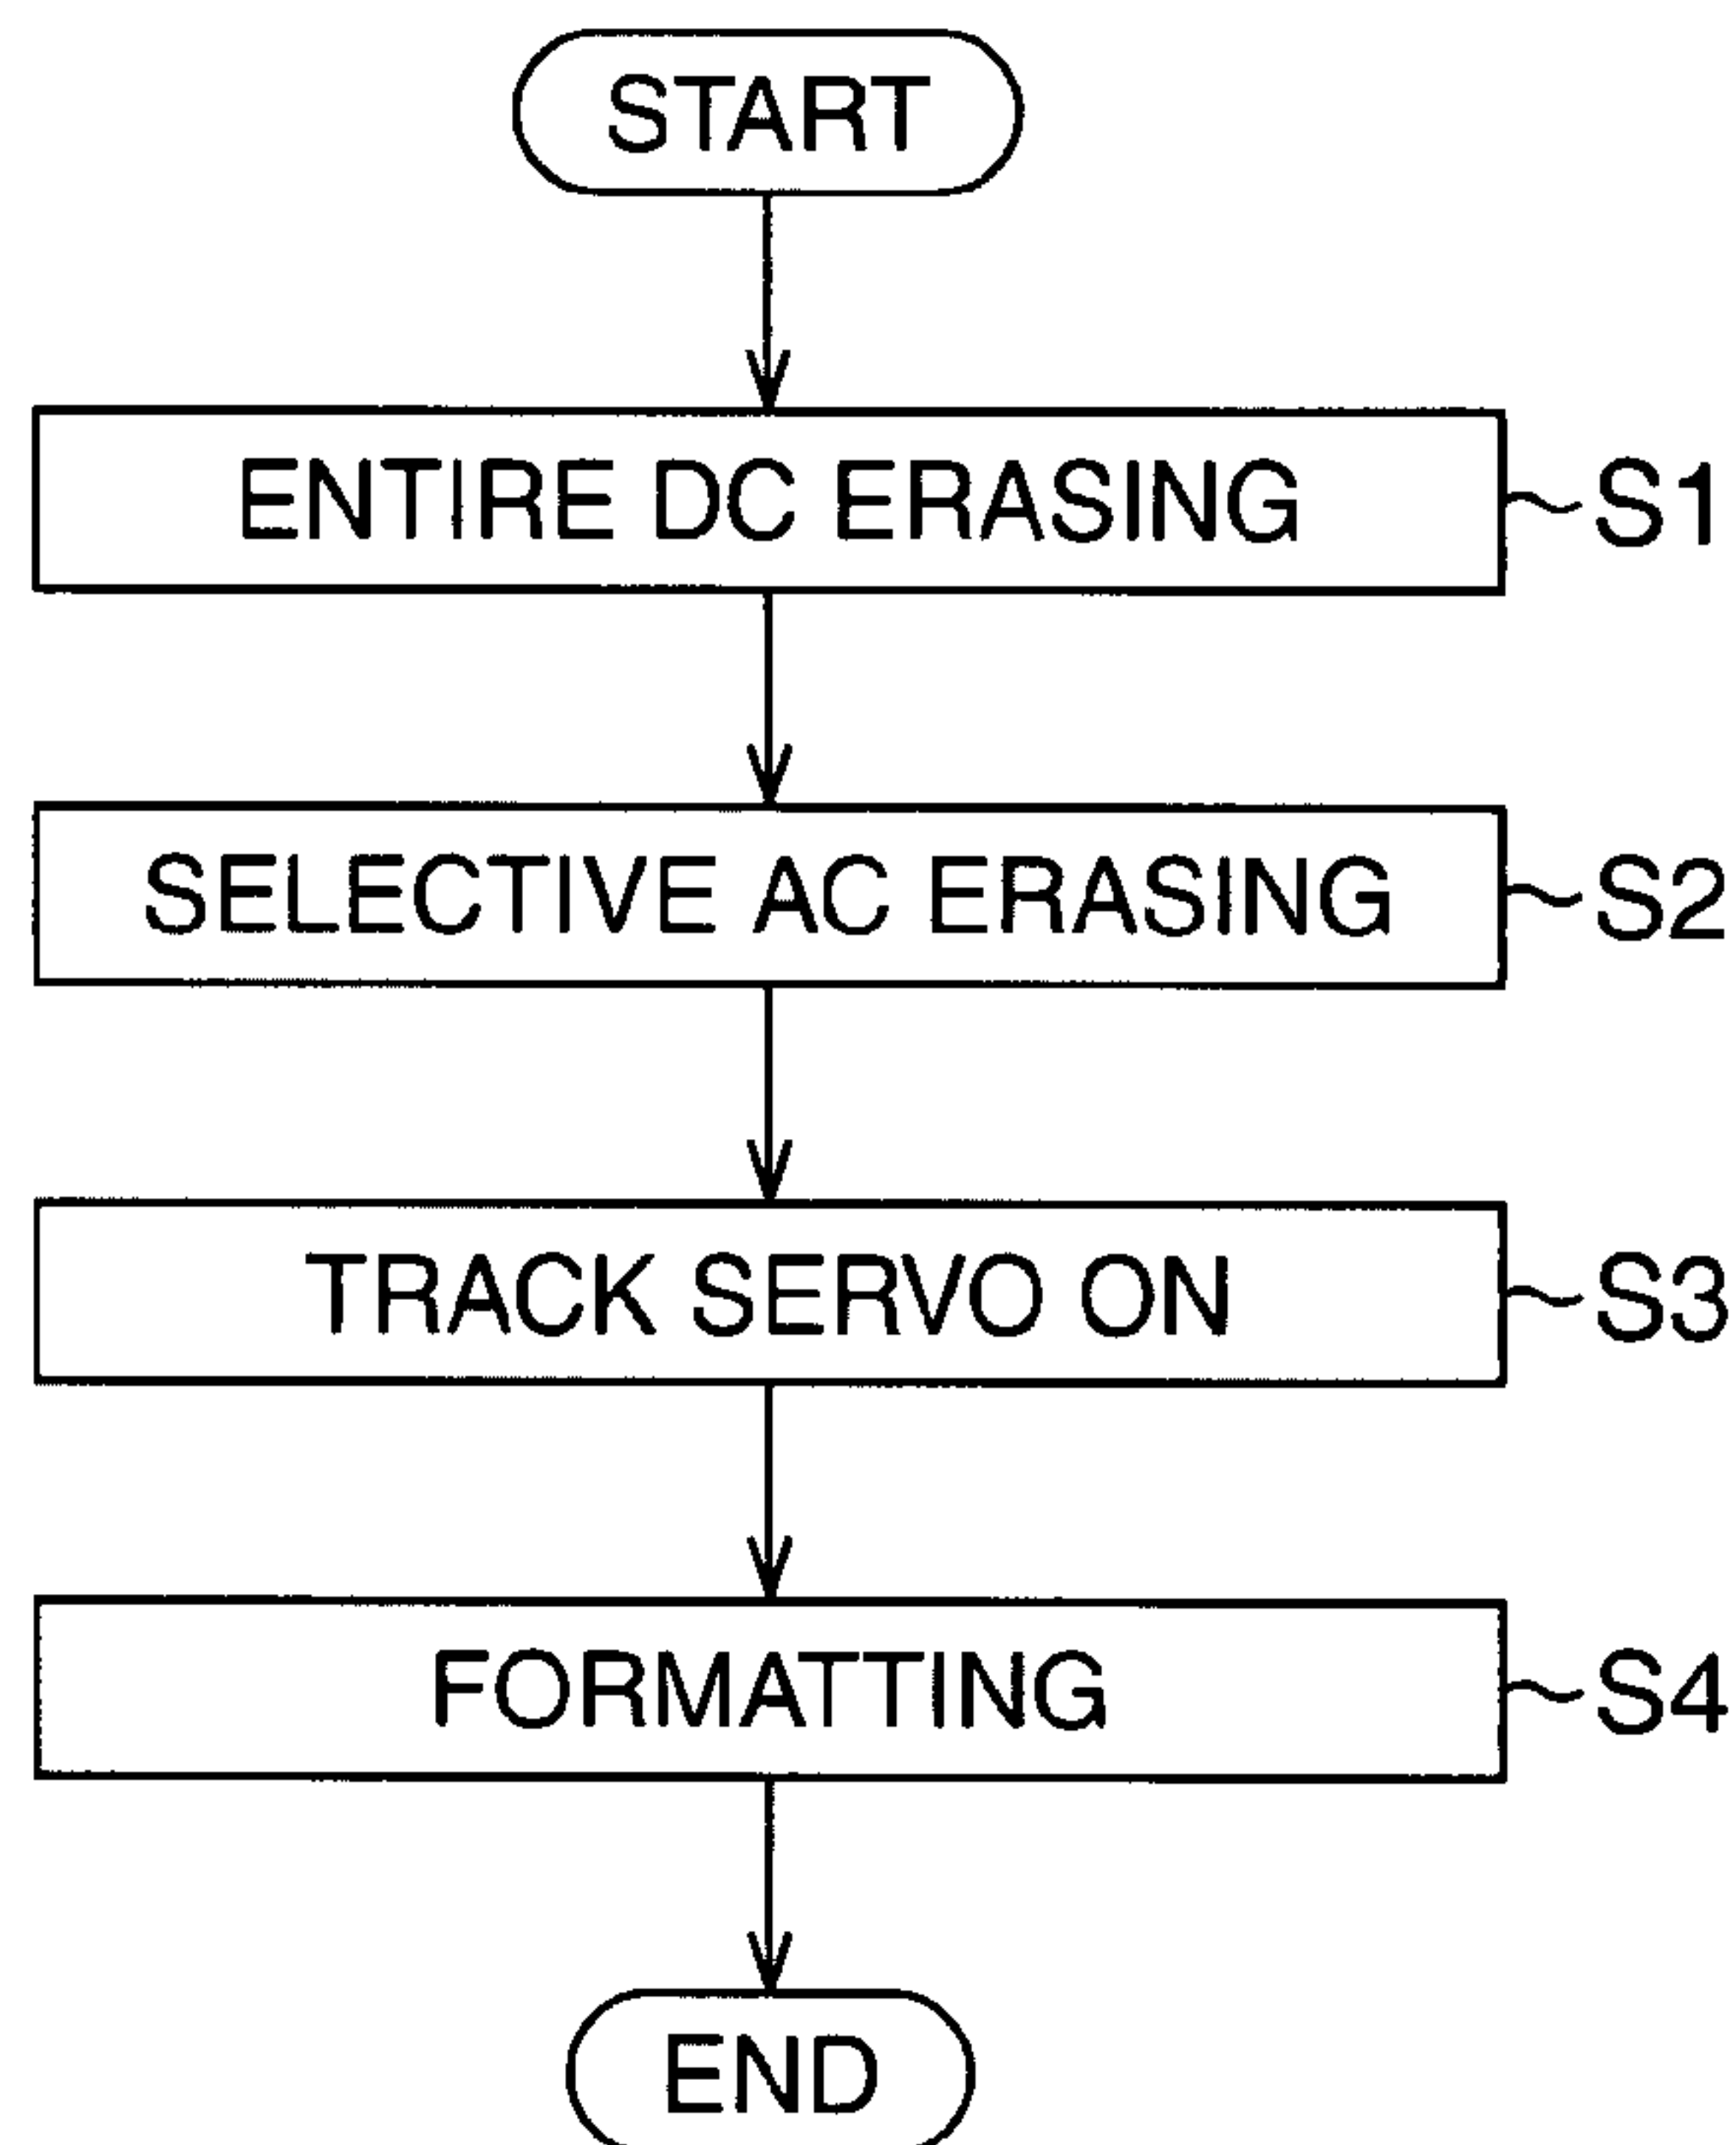 START
ENTIRE DC ERASING S1
SELECTIVE AC ERASING S2
TRACK SERVO ON S3
FORMATTING S4
END